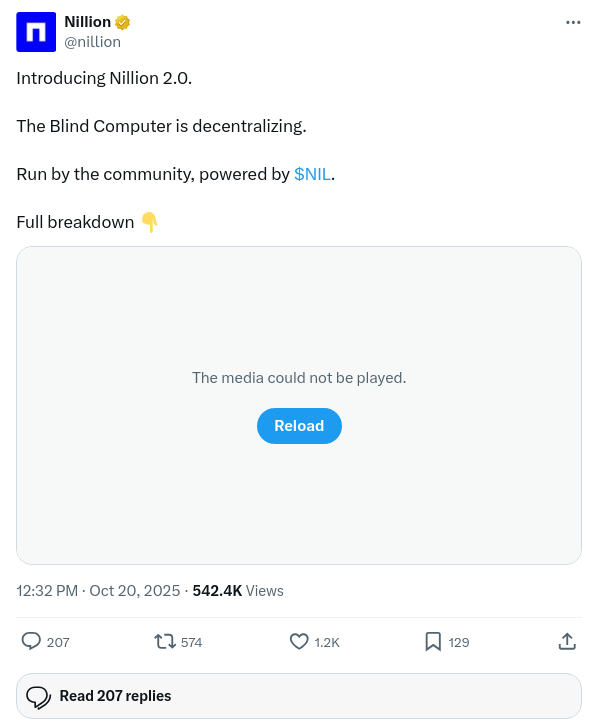 Nillion
@nillion
Introducing Nillion 2.0.
The Blind Computer is decentralizing.
Run by the community, powered by $NIL.
Full breakdown 👇
The media could not be played.
Reload
12:32 PM · Oct 20, 2025 · 542.4K Views
207 574 1.2K 129
Read 207 replies